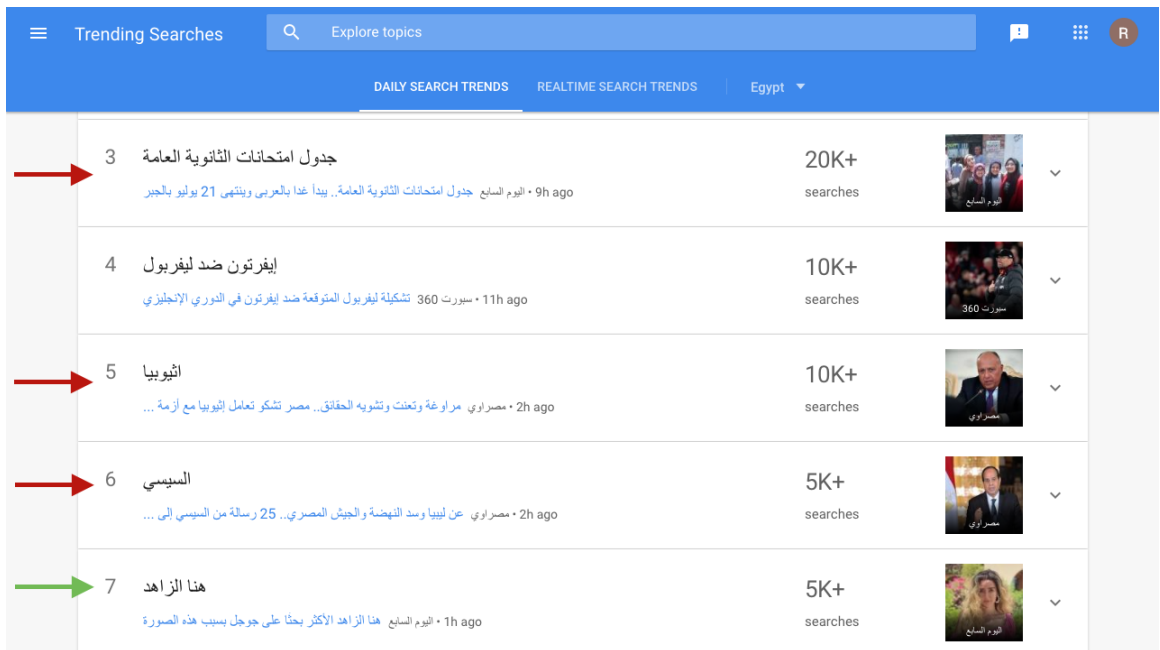 Trending Searches
Explore topics
R
DAILY SEARCH TRENDS
REALTIME SEARCH TRENDS
Egypt
3
جدول امتحانات الثانوية العامة
جدول امتحانات الثانوية العامة.. يبدأ غدا بالعربى وينتهى 21 يوليو بالجبر
اليوم السابع • 9h ago
20K+
searches
اليوم السابع
4
إيفرتون ضد ليفربول
تشكيلة ليفربول المتوقعة ضد إيفرتون في الدوري الإنجليزي
سبورت 360 • 11h ago
10K+
searches
سبورت 360
5
اثيوبيا
مراوغة وتعنت وتشويه الحقائق.. مصر تشكو تعامل إثيوبيا مع أزمة ...
مصراوي • 2h ago
10K+
searches
مصراوي
6
السيسي
عن ليبيا وسد النهضة والجيش المصري.. 25 رسالة من السيسي إلى ...
مصراوي • 2h ago
5K+
searches
مصراوي
7
هنا الزاهد
هنا الزاهد الأكثر بحثا على جوجل بسبب هذه الصورة
اليوم السابع • 1h ago
5K+
searches
اليوم السابع